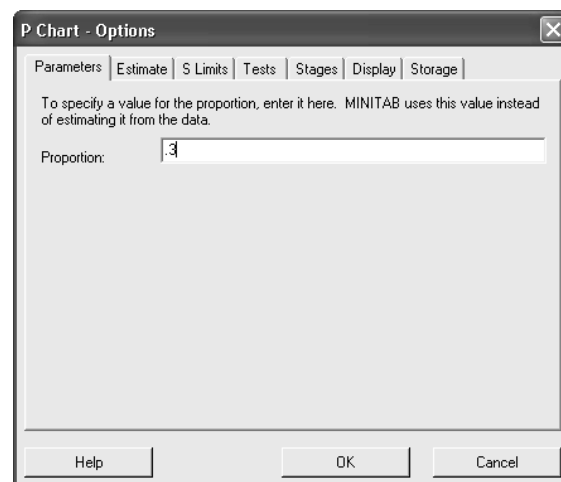 P Chart - Options
Parameters Estimate S Limits Tests Stages Display Storage
To specify a value for the proportion, enter it here. MINITAB uses this value instead
of estimating it from the data.
Proportion: .3
Help OK Cancel